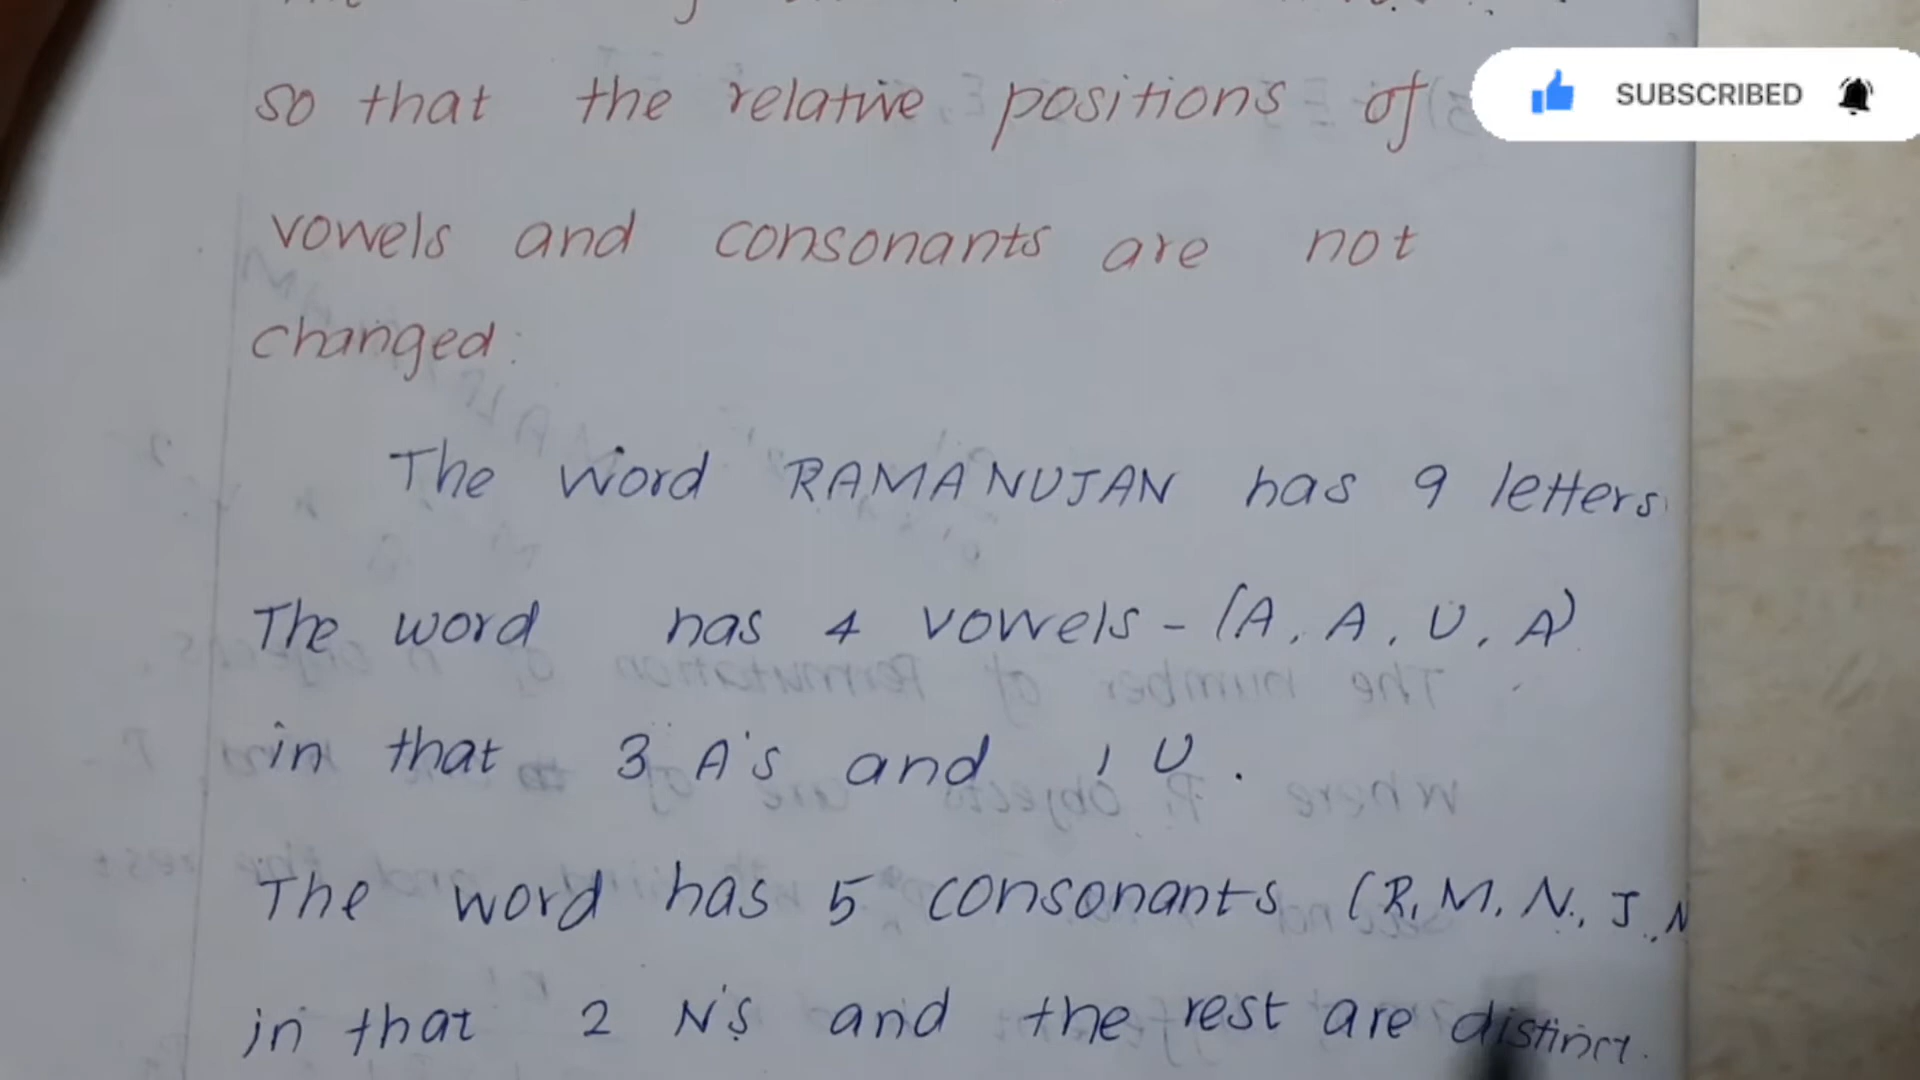 so that the relative positions of
SUBSCRIBED
vowels and consonants are not
changed:
The word RAMANUJAN has 9 letters.
The word has 4 vowels - (A, A, U, A)
in that 3 A's and 1 U.
The word has 5 consonants (R, M, N, J, N
in that 2 N's and the rest are distinct.